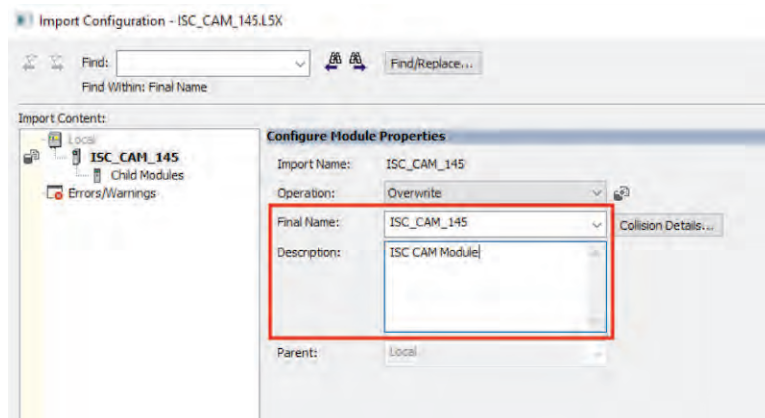 Import Configuration - ISC_CAM_145.L5X
Find:
Find/Replace...
Find Within: Final Name
Import Content:
Local
ISC_CAM_145
Child Modules
Errors/Warnings
Configure Module Properties
Import Name: ISC_CAM_145
Operation: Overwrite
Final Name: ISC_CAM_145
Collision Details...
Description: ISC CAM Module
Parent: Local